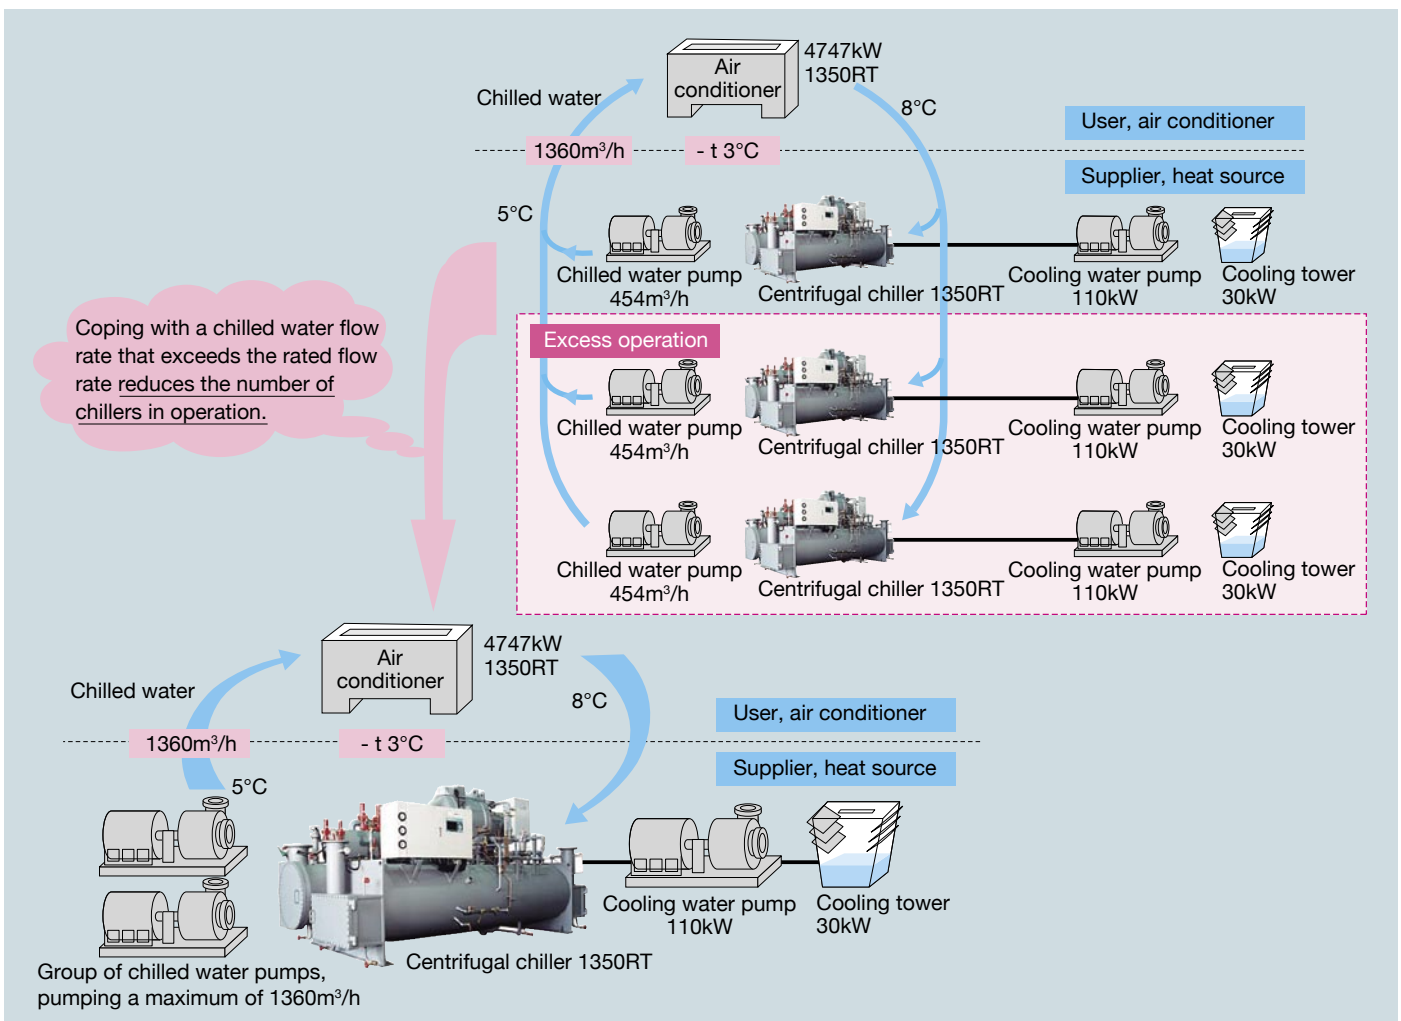 Air
conditioner
4747kW
1350RT
Chilled water
8°C
User, air conditioner
1360m³/h
- t 3°C
Supplier, heat source
5°C
Chilled water pump
454m³/h
Centrifugal chiller 1350RT
Cooling water pump
110kW
Cooling tower
30kW
Coping with a chilled water flow
rate that exceeds the rated flow
rate reduces the number of
chillers in operation.
Excess operation
Chilled water pump
454m³/h
Centrifugal chiller 1350RT
Cooling water pump
110kW
Cooling tower
30kW
Chilled water pump
454m³/h
Centrifugal chiller 1350RT
Cooling water pump
110kW
Cooling tower
30kW
Air
conditioner
4747kW
1350RT
Chilled water
8°C
User, air conditioner
1360m³/h
- t 3°C
Supplier, heat source
5°C
Cooling water pump
110kW
Cooling tower
30kW
Centrifugal chiller 1350RT
Group of chilled water pumps,
pumping a maximum of 1360m³/h